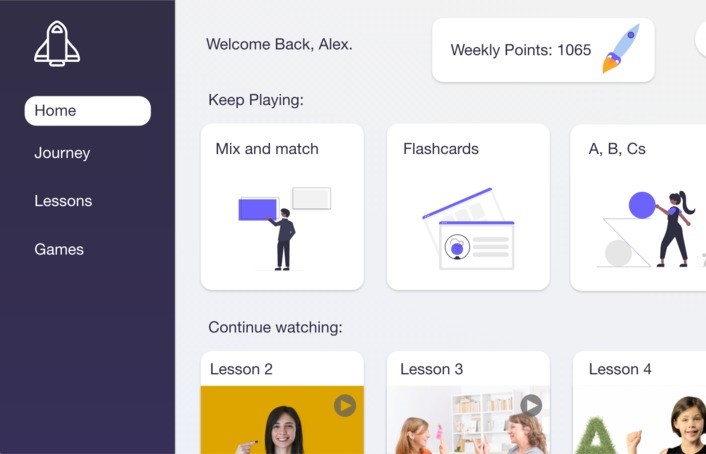 Welcome Back, Alex.
Weekly Points: 1065
Home
Journey
Lessons
Games
Keep Playing:
Mix and match
Flashcards
A, B, Cs
Continue watching:
Lesson 2
Lesson 3
Lesson 4
A